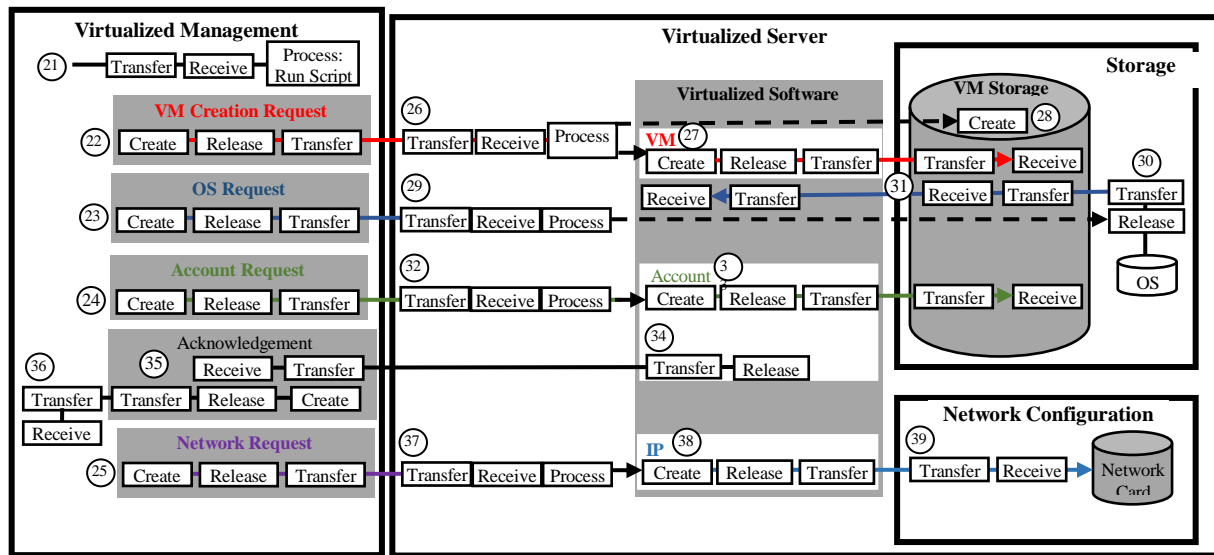 Virtualized Management
21
Transfer
Receive
Process:
Run Script
VM Creation Request
22
Create
Release
Transfer
OS Request
23
Create
Release
Transfer
Account Request
24
Create
Release
Transfer
Acknowledgement
35
Receive
Transfer
36
Transfer
Transfer
Release
Create
Receive
Network Request
25
Create
Release
Transfer
Virtualized Server
26
Transfer
Receive
Process
29
Transfer
Receive
Process
32
Transfer
Receive
Process
37
Transfer
Receive
Process
Virtualized Software
VM
27
Create
Release
Transfer
Receive
Transfer
Account
3
Create
Release
Transfer
34
Transfer
Release
IP
38
Create
Release
Transfer
Storage
VM Storage
Create
28
Transfer
Receive
31
Receive
Transfer
30
Transfer
Release
OS
Transfer
Receive
Network Configuration
39
Transfer
Receive
Network
Card